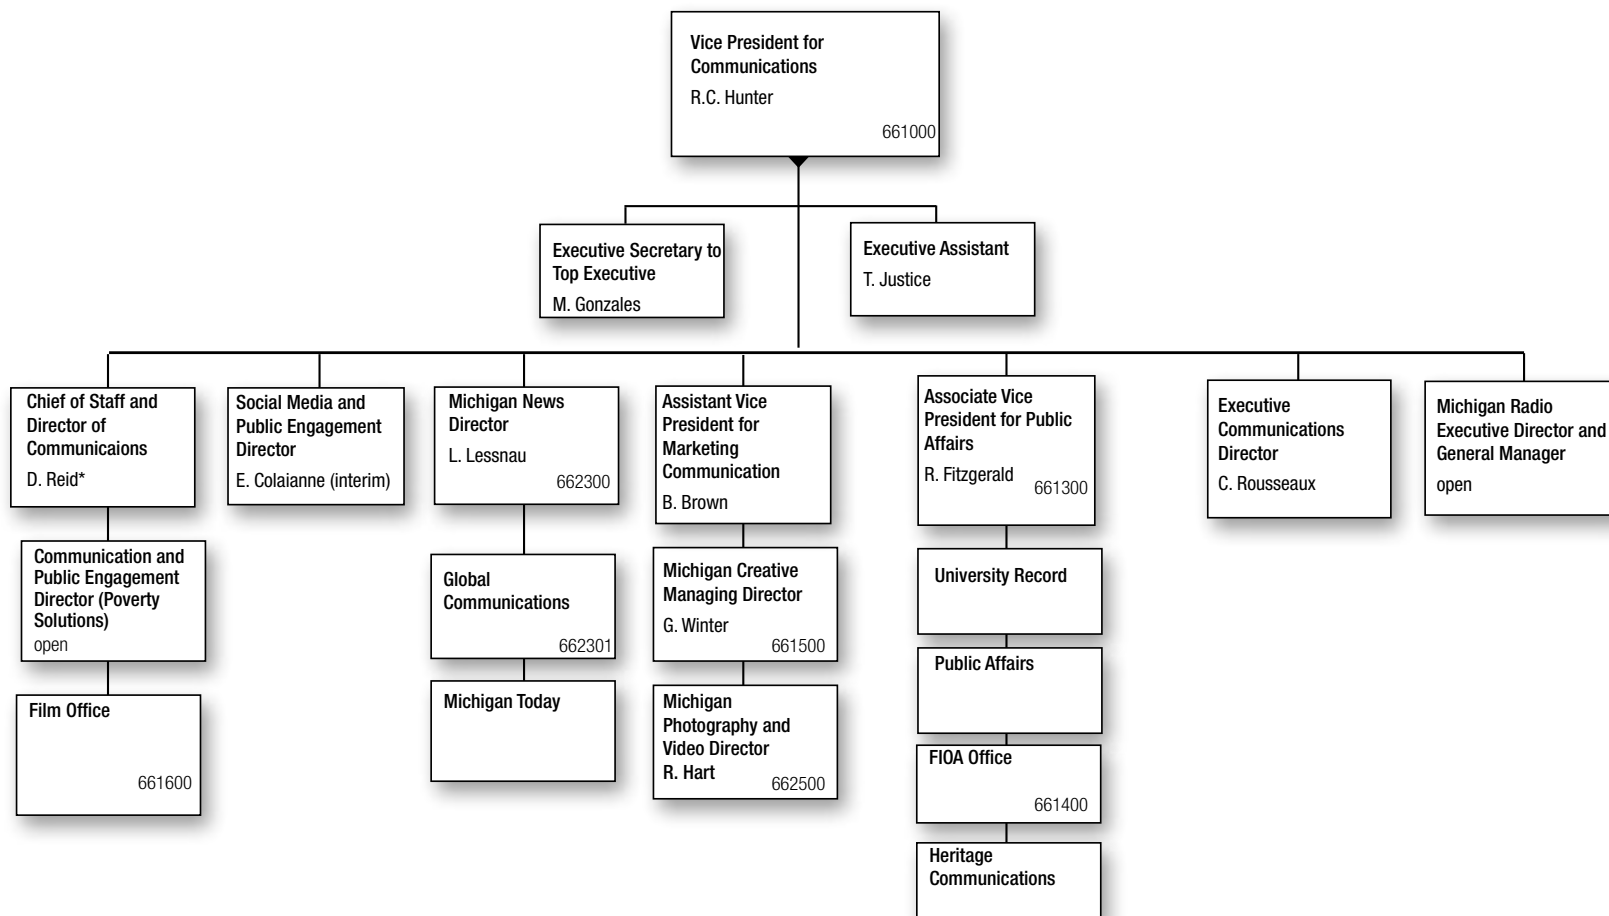 Vice President for
Communications
R.C. Hunter
661000
Executive Secretary to
Top Executive
M. Gonzales
Executive Assistant
T. Justice
Chief of Staff and
Director of
Communicaions
D. Reid*
Social Media and
Public Engagement
Director
E. Colaianne (interim)
Michigan News
Director
L. Lessnau
662300
Assistant Vice
President for
Marketing
Communication
B. Brown
Associate Vice
President for Public
Affairs
R. Fitzgerald
661300
Executive
Communications
Director
C. Rousseaux
Michigan Radio
Executive Director and
General Manager
open
Communication and
Public Engagement
Director (Poverty
Solutions)
open
Global
Communications
662301
Michigan Creative
Managing Director
G. Winter
661500
University Record
Film Office
661600
Michigan Today
Michigan
Photography and
Video Director
R. Hart
662500
Public Affairs
FIOA Office
661400
Heritage
Communications